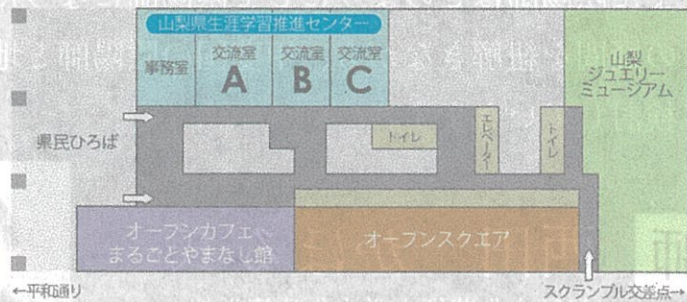 山梨県生涯学習推進センター
事務室
交流室
A
交流室
B
交流室
C
山梨
ジュエリー
ミュージアム
県民ひろば
トイレ
エレベーター
トイレ
オープンカフェ
まるごとやまなし館
オープンスクエア
←平和通り
スクランブル交差点→